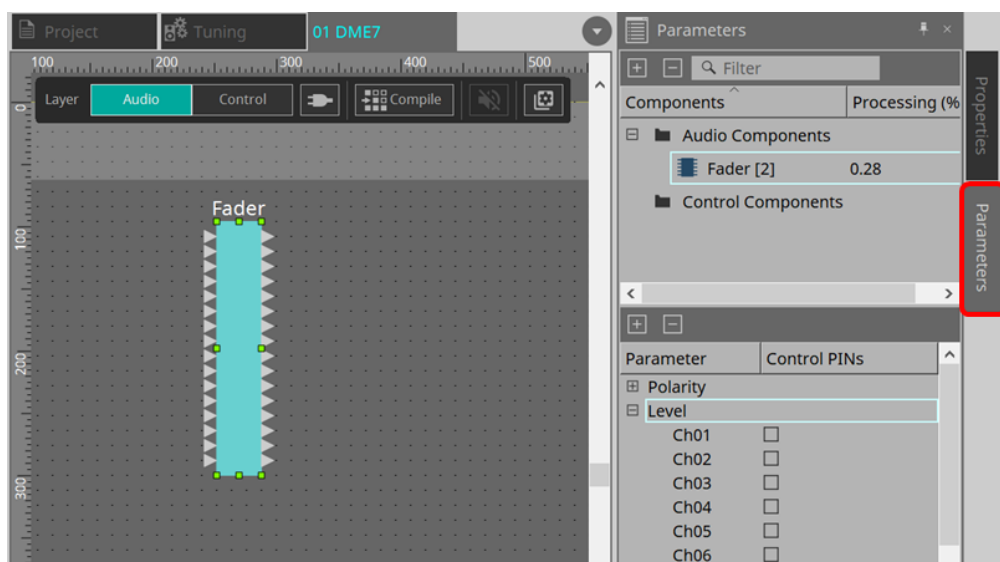 Project
Tuning
01 DME7
100 200 300 400 500
Layer Audio Control Compile
0
Fader
100
200
300
Parameters
Filter
Components Processing (%
Audio Components
Fader [2] 0.28
Control Components
Parameter Control PINs
Polarity
Level
Ch01
Ch02
Ch03
Ch04
Ch05
Ch06
Properties
Parameters